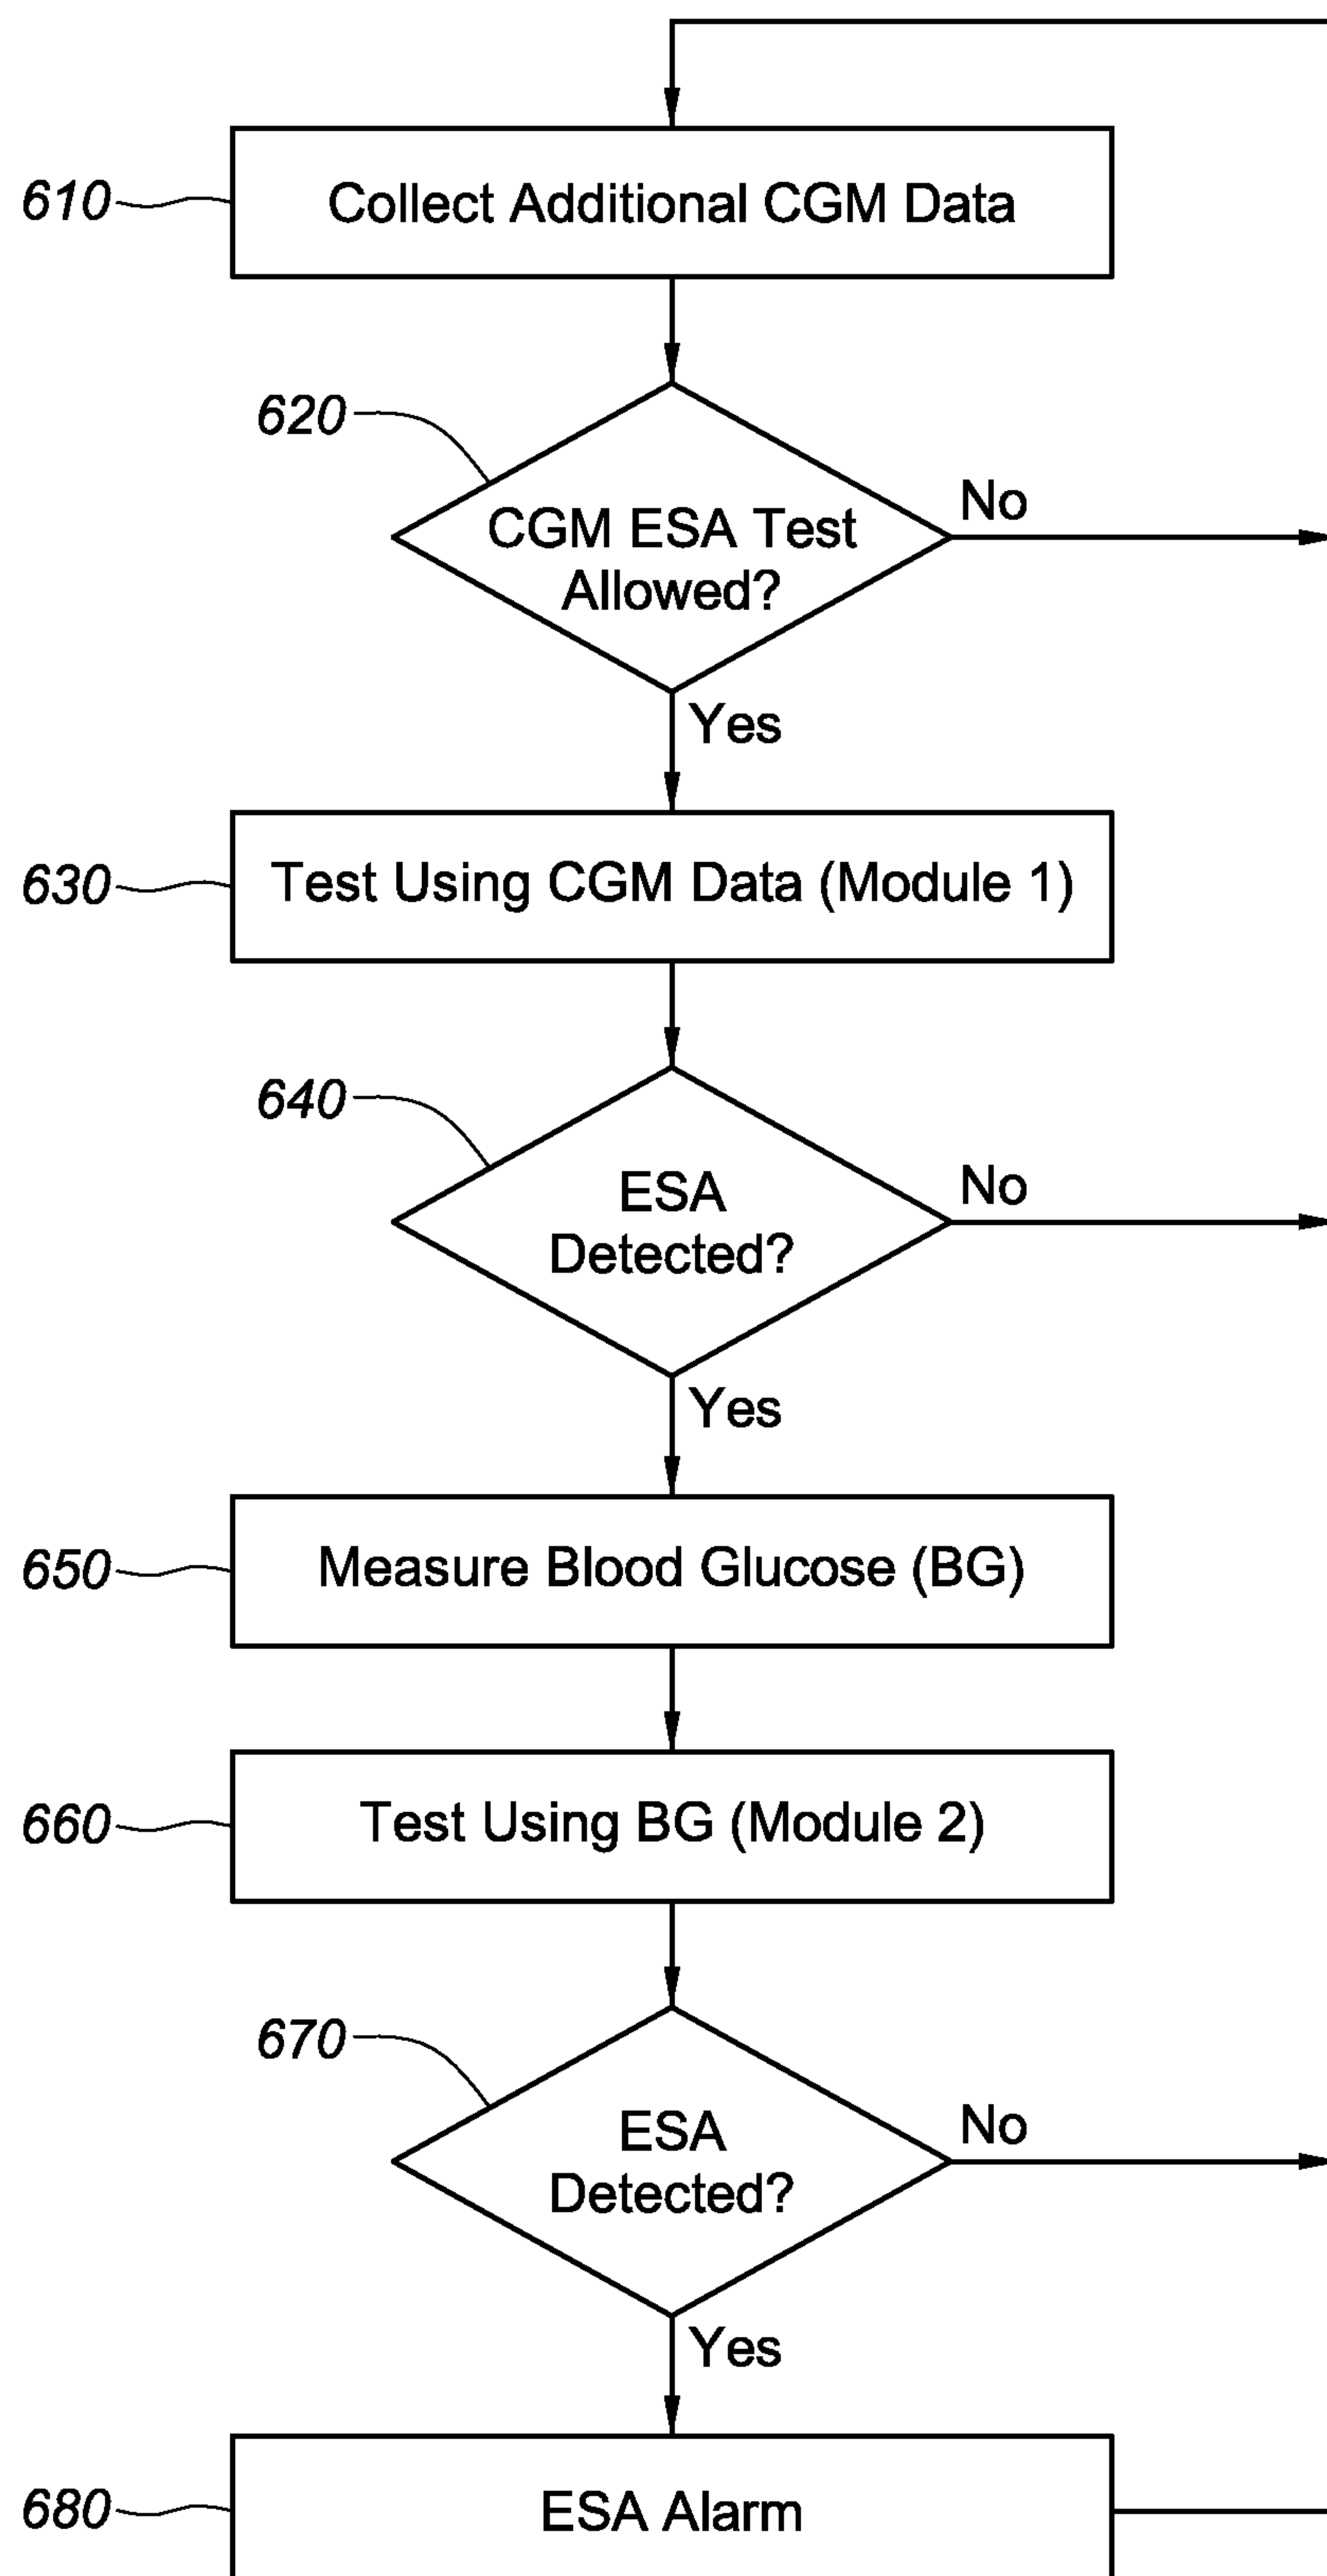 610
Collect Additional CGM Data
620
CGM ESA Test
Allowed?
No
Yes
630
Test Using CGM Data (Module 1)
640
ESA
Detected?
No
Yes
650
Measure Blood Glucose (BG)
660
Test Using BG (Module 2)
670
ESA
Detected?
No
Yes
680
ESA Alarm